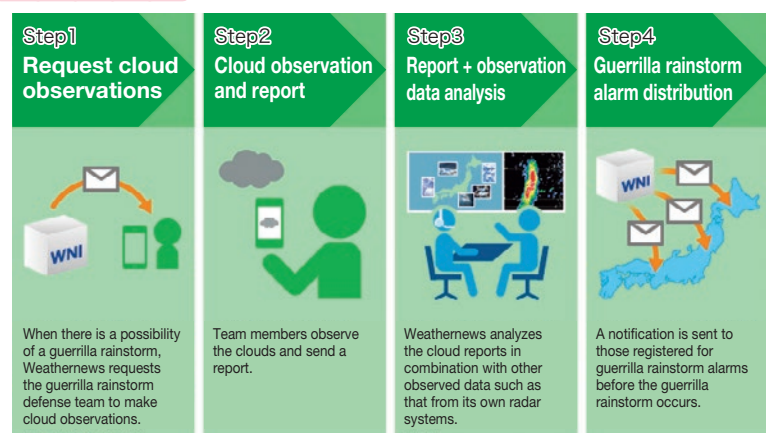 Step1
Request cloud
observations
WNI
When there is a possibility
of a guerrilla rainstorm,
Weathernews requests
the guerrilla rainstorm
defense team to make
cloud observations.
Step2
Cloud observation
and report
Team members observe
the clouds and send a
report.
Step3
Report + observation
data analysis
Weathernews analyzes
the cloud reports in
combination with other
observed data such as
that from its own radar
systems.
Step4
Guerrilla rainstorm
alarm distribution
WNI
A notification is sent to
those registered for
guerrilla rainstorm alarms
before the guerrilla
rainstorm occurs.